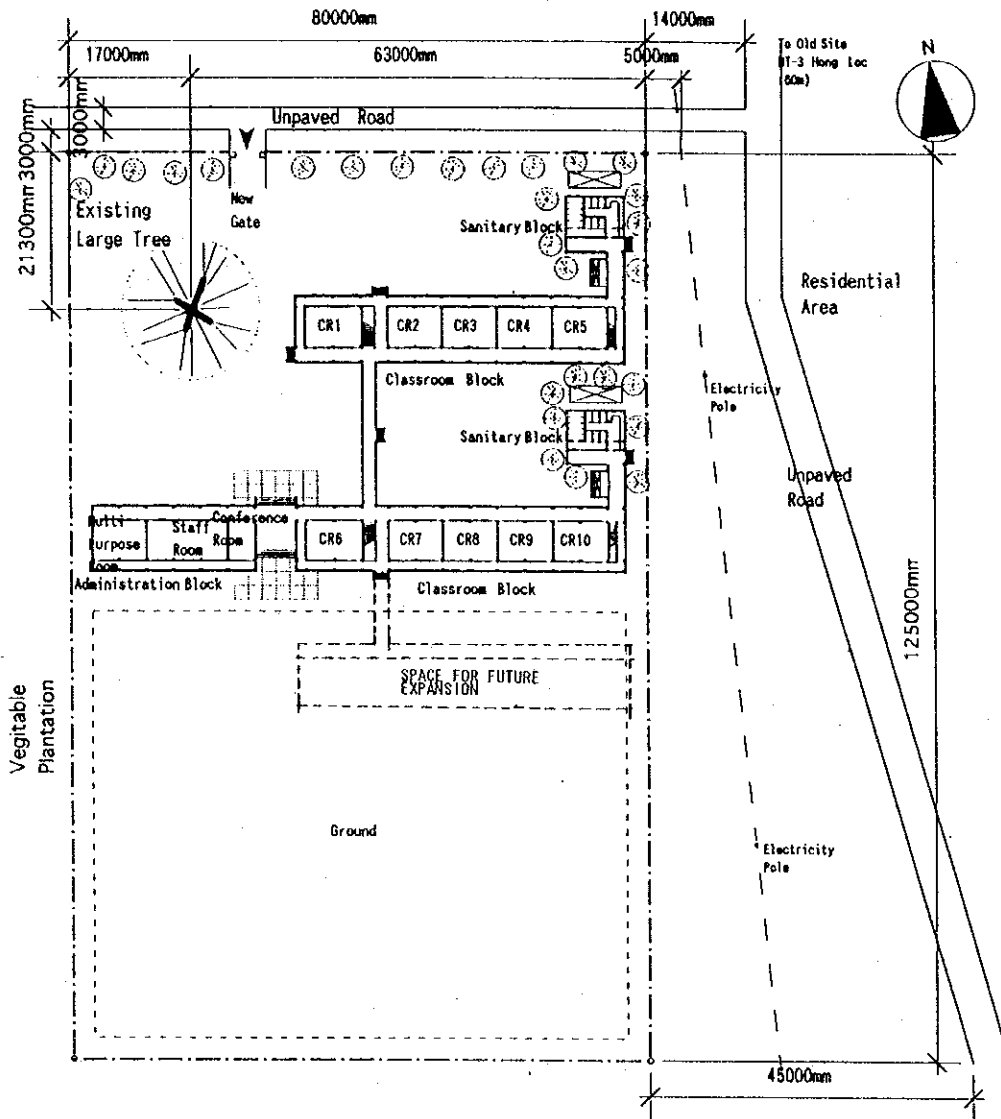 80000mm
14000mm
17000mm
63000mm
5000mm
To Old Site
HT-3 Hong Loc
(60m)
N
3000mm
Unpaved Road
3000mm
21300mm
New
Gate
Existing
Large Tree
Sanitary Block
Residential
Area
CR1
CR2
CR3
CR4
CR5
Classroom Block
Electricity
Pole
Sanitary Block
Unpaved
Road
Multi
Purpose
Room
Staff
Room
Conference
Room
CR6
CR7
CR8
CR9
CR10
Administration Block
Classroom Block
125000mm
SPACE FOR FUTURE
EXPANSION
Vegitable
Plantation
Ground
Electricity
Pole
45000mm